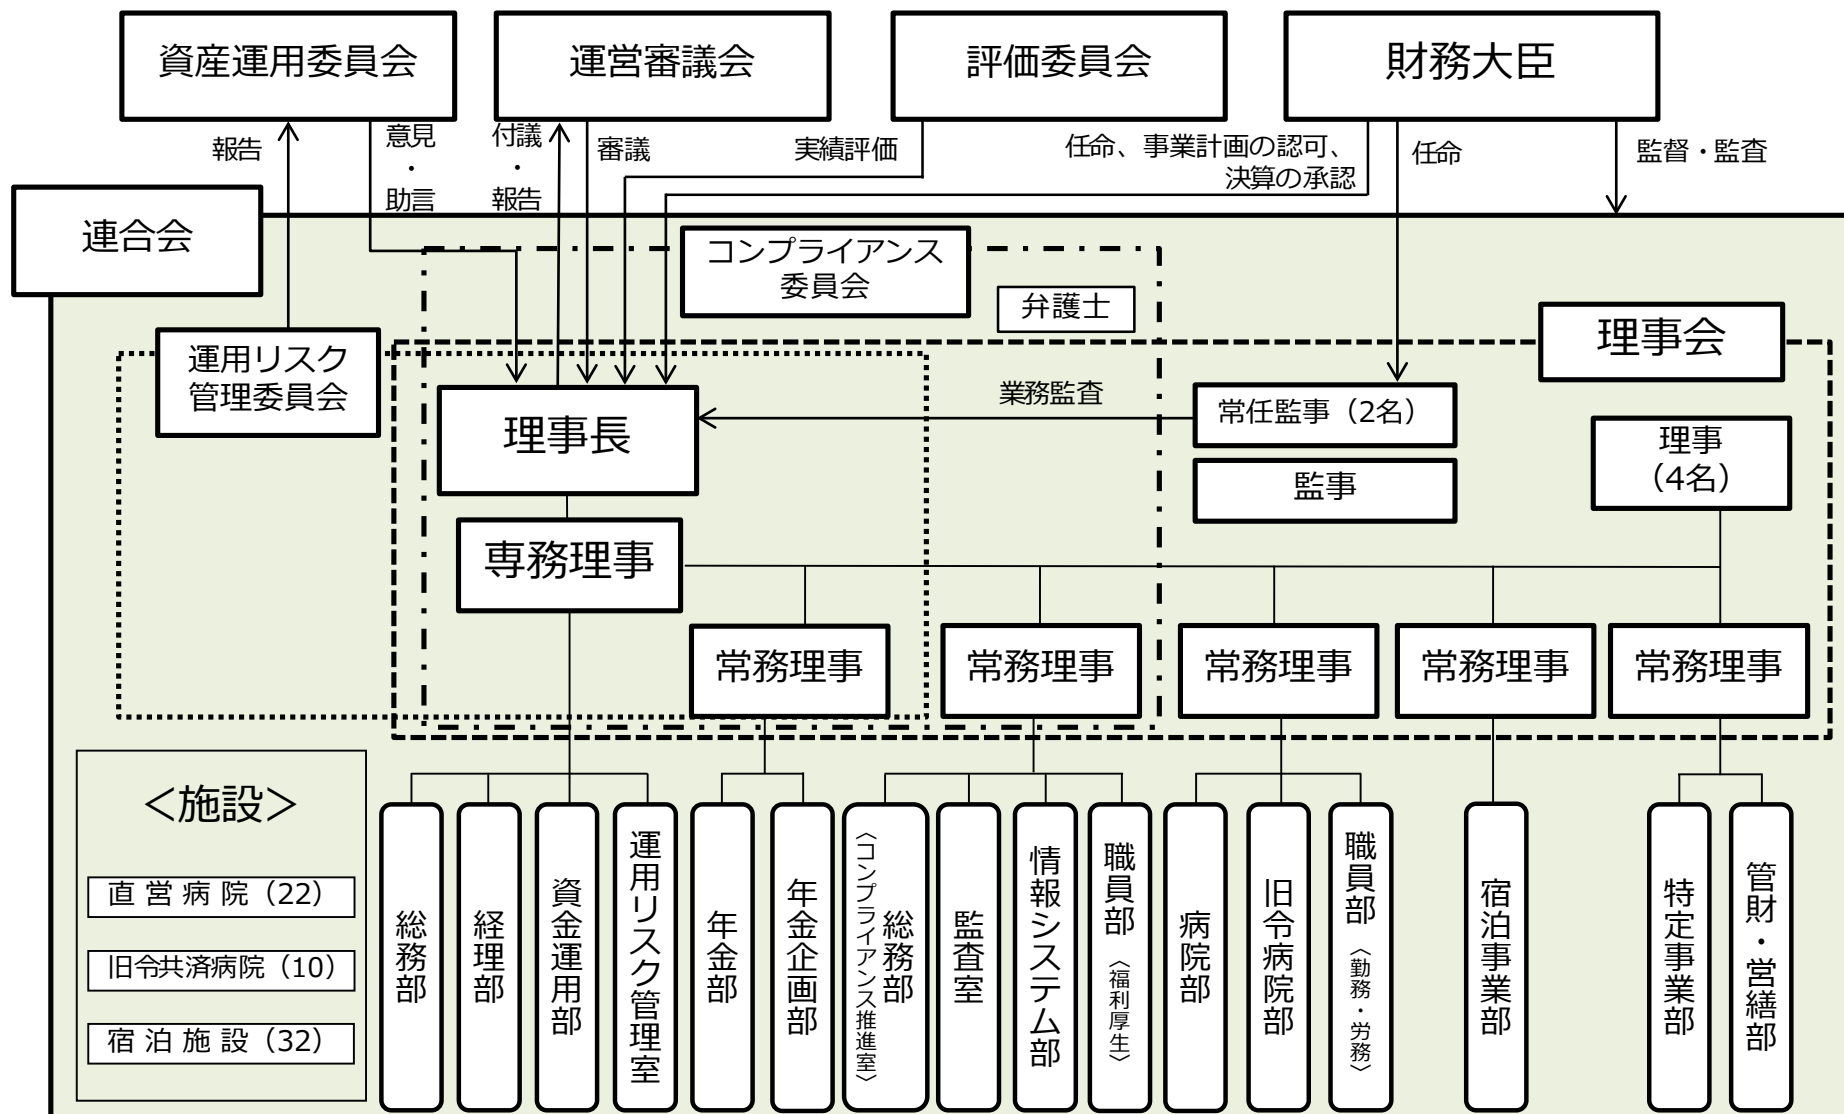 資産運用委員会
運営審議会
評価委員会
財務大臣
報告
意見
・
助言
付議
・
報告
審議
実績評価
任命、事業計画の認可、
決算の承認
任命
監督・監査
連合会
コンプライアンス
委員会
弁護士
理事会
運用リスク
管理委員会
理事長
業務監査
常任監事（2名）
監事
理事
（4名）
専務理事
常務理事
常務理事
常務理事
常務理事
常務理事
＜施設＞
直営病院（22）
旧令共済病院（10）
宿泊施設（32）
総務部
経理部
資金運用部
運用リスク管理室
年金部
年金企画部
総務部
〈コンプライアンス推進室〉
監査室
情報システム部
職員部〈福利厚生〉
病院部
旧令病院部
職員部〈勤務・労務〉
宿泊事業部
特定事業部
管財・営繕部